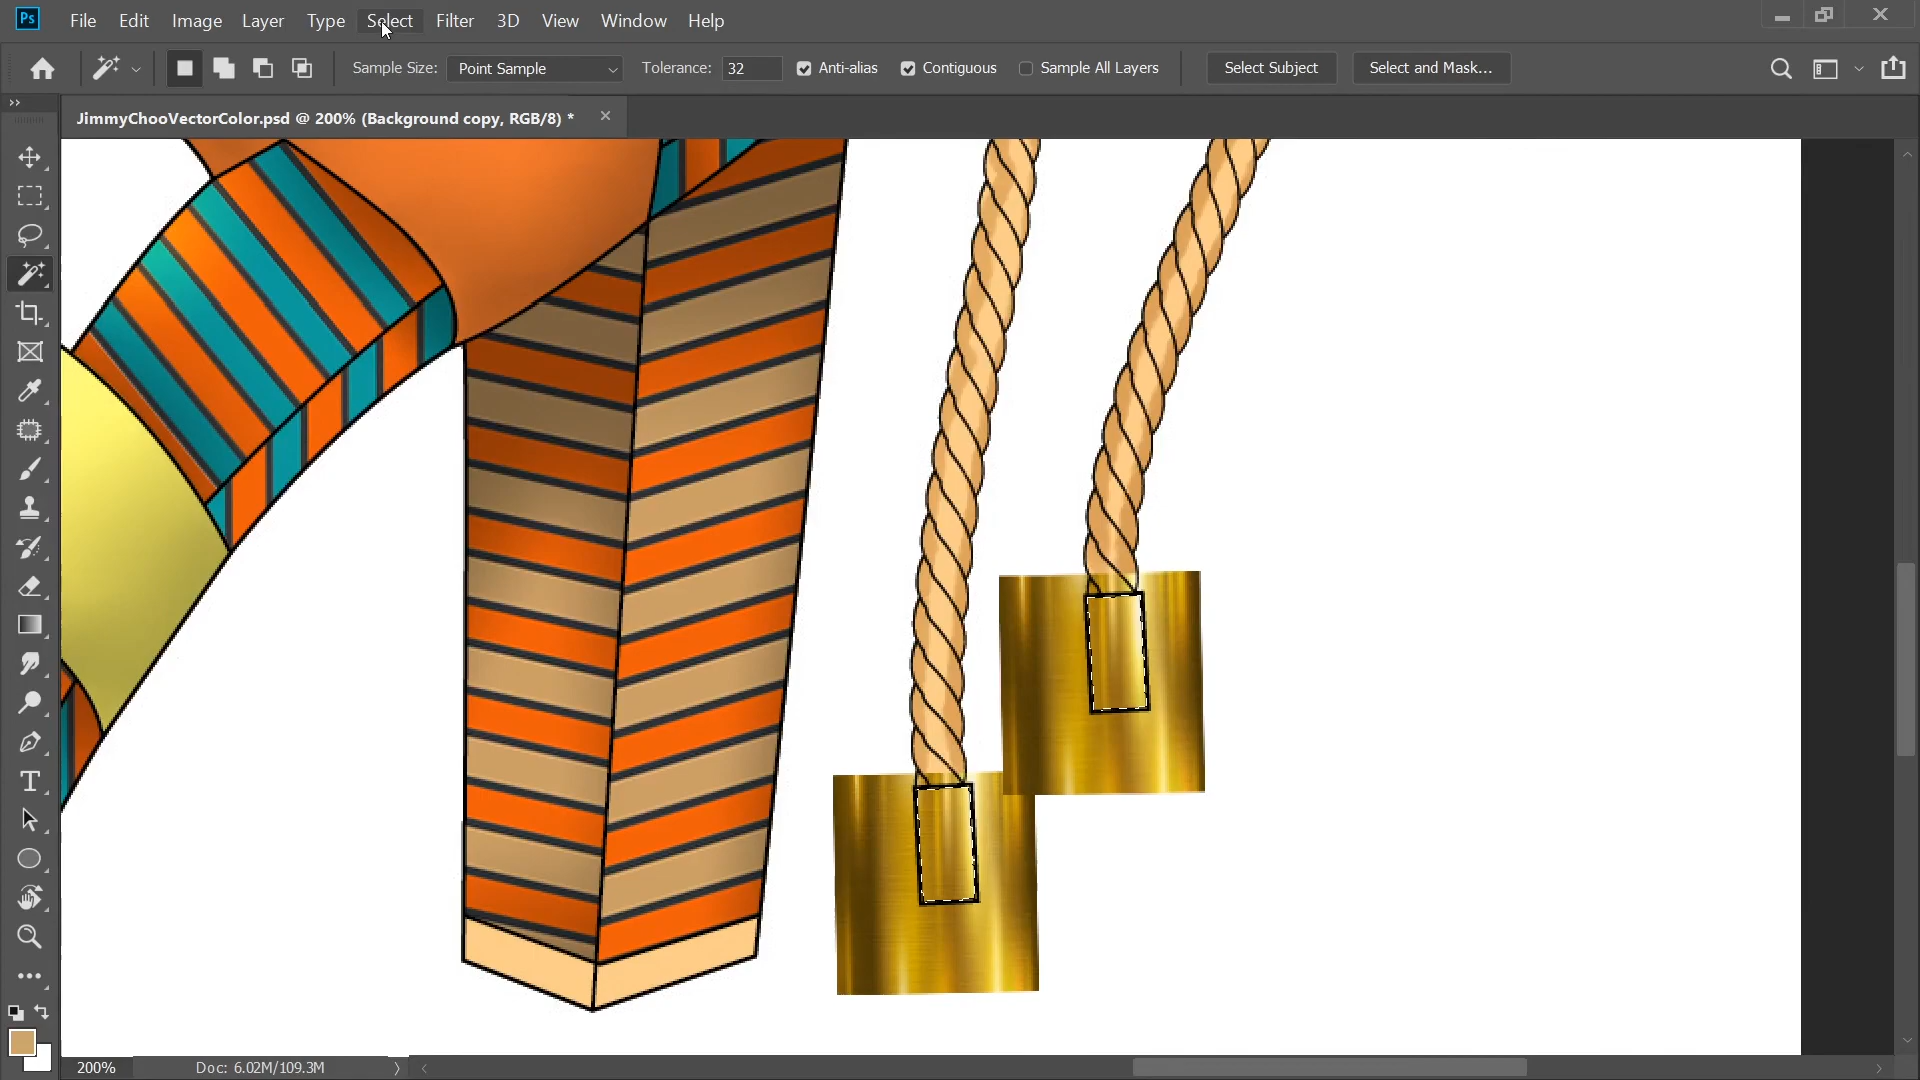 Ps File Edit Image Layer Type Select Filter 3D View Window Help
Sample Size: Point Sample Tolerance: 32 Anti-alias Contiguous Sample All Layers Select Subject Select and Mask...
JimmyChooVectorColor.psd @ 200% (Background copy, RGB/8) *
T
200% Doc: 6.02M/109.3M